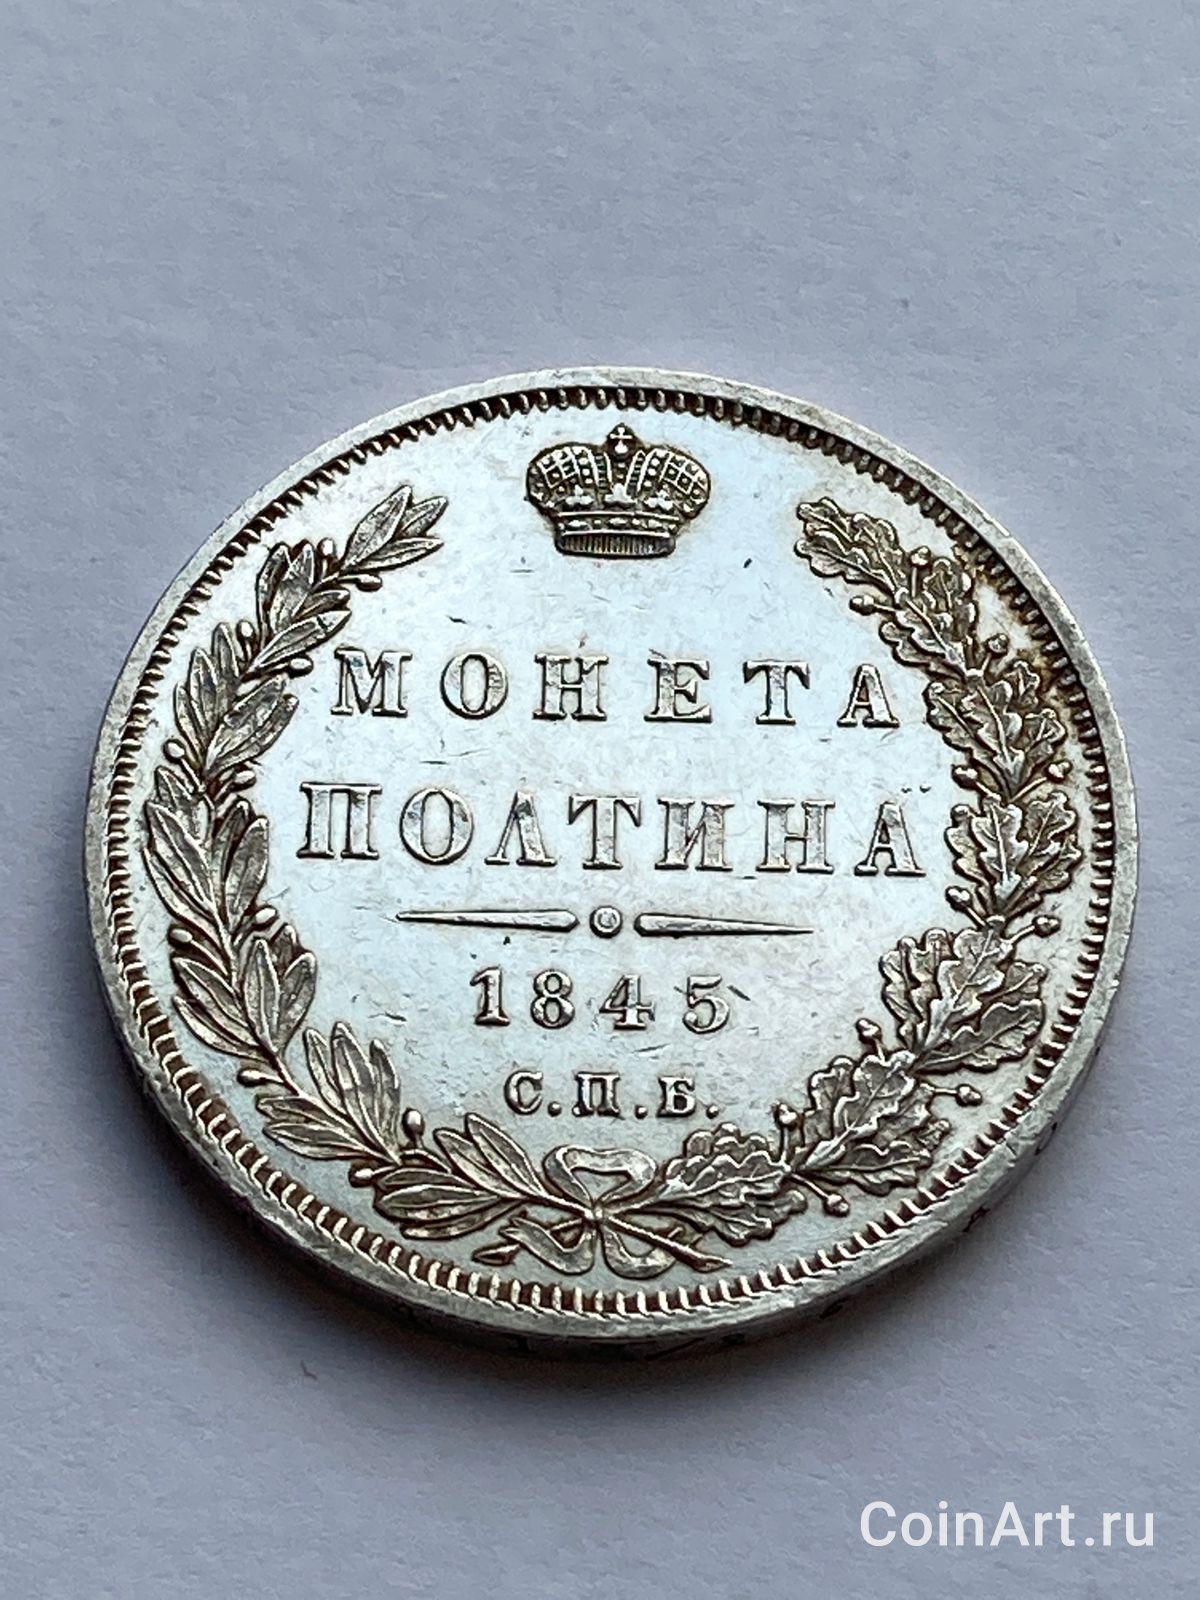 МОНЕТА
ПОЛТИНА
1845
С.П.Б.
CoinArt.ru